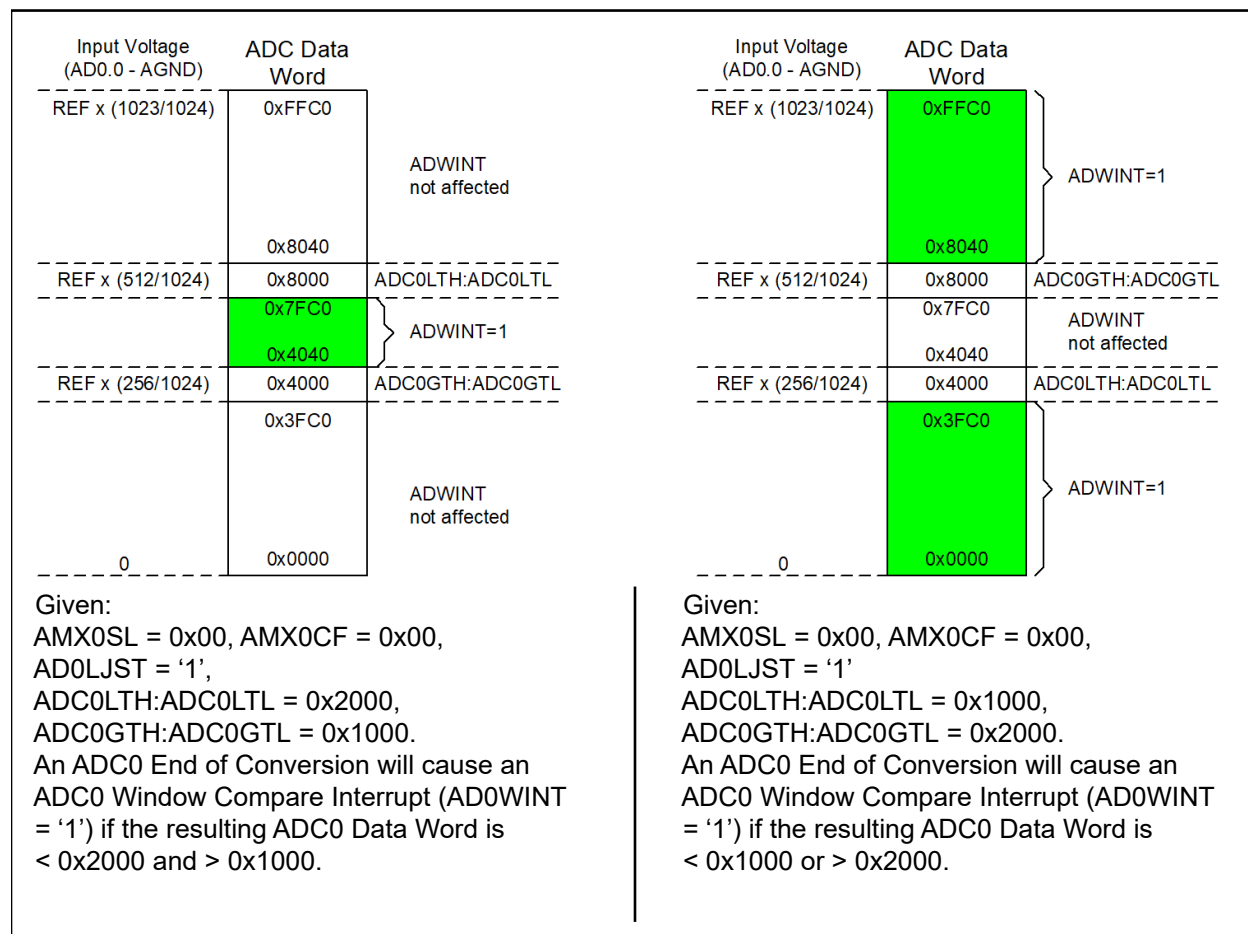 Input Voltage
(AD0.0 - AGND)
ADC Data
Word
REF x (1023/1024)
0xFFC0
ADWINT
not affected
0x8040
REF x (512/1024)
0x8000
ADC0LTH:ADC0LTL
0x7FC0
ADWINT=1
0x4040
REF x (256/1024)
0x4000
ADC0GTH:ADC0GTL
0x3FC0
ADWINT
not affected
0
0x0000
Given:
AMX0SL = 0x00, AMX0CF = 0x00,
AD0LJST = ‘1’,
ADC0LTH:ADC0LTL = 0x2000,
ADC0GTH:ADC0GTL = 0x1000.
An ADC0 End of Conversion will cause an
ADC0 Window Compare Interrupt (AD0WINT
= ‘1’) if the resulting ADC0 Data Word is
< 0x2000 and > 0x1000.
Input Voltage
(AD0.0 - AGND)
ADC Data
Word
REF x (1023/1024)
0xFFC0
ADWINT=1
0x8040
REF x (512/1024)
0x8000
ADC0GTH:ADC0GTL
0x7FC0
ADWINT
not affected
0x4040
REF x (256/1024)
0x4000
ADC0LTH:ADC0LTL
0x3FC0
ADWINT=1
0
0x0000
Given:
AMX0SL = 0x00, AMX0CF = 0x00,
AD0LJST = ‘1’
ADC0LTH:ADC0LTL = 0x1000,
ADC0GTH:ADC0GTL = 0x2000.
An ADC0 End of Conversion will cause an
ADC0 Window Compare Interrupt (AD0WINT
= ‘1’) if the resulting ADC0 Data Word is
< 0x1000 or > 0x2000.